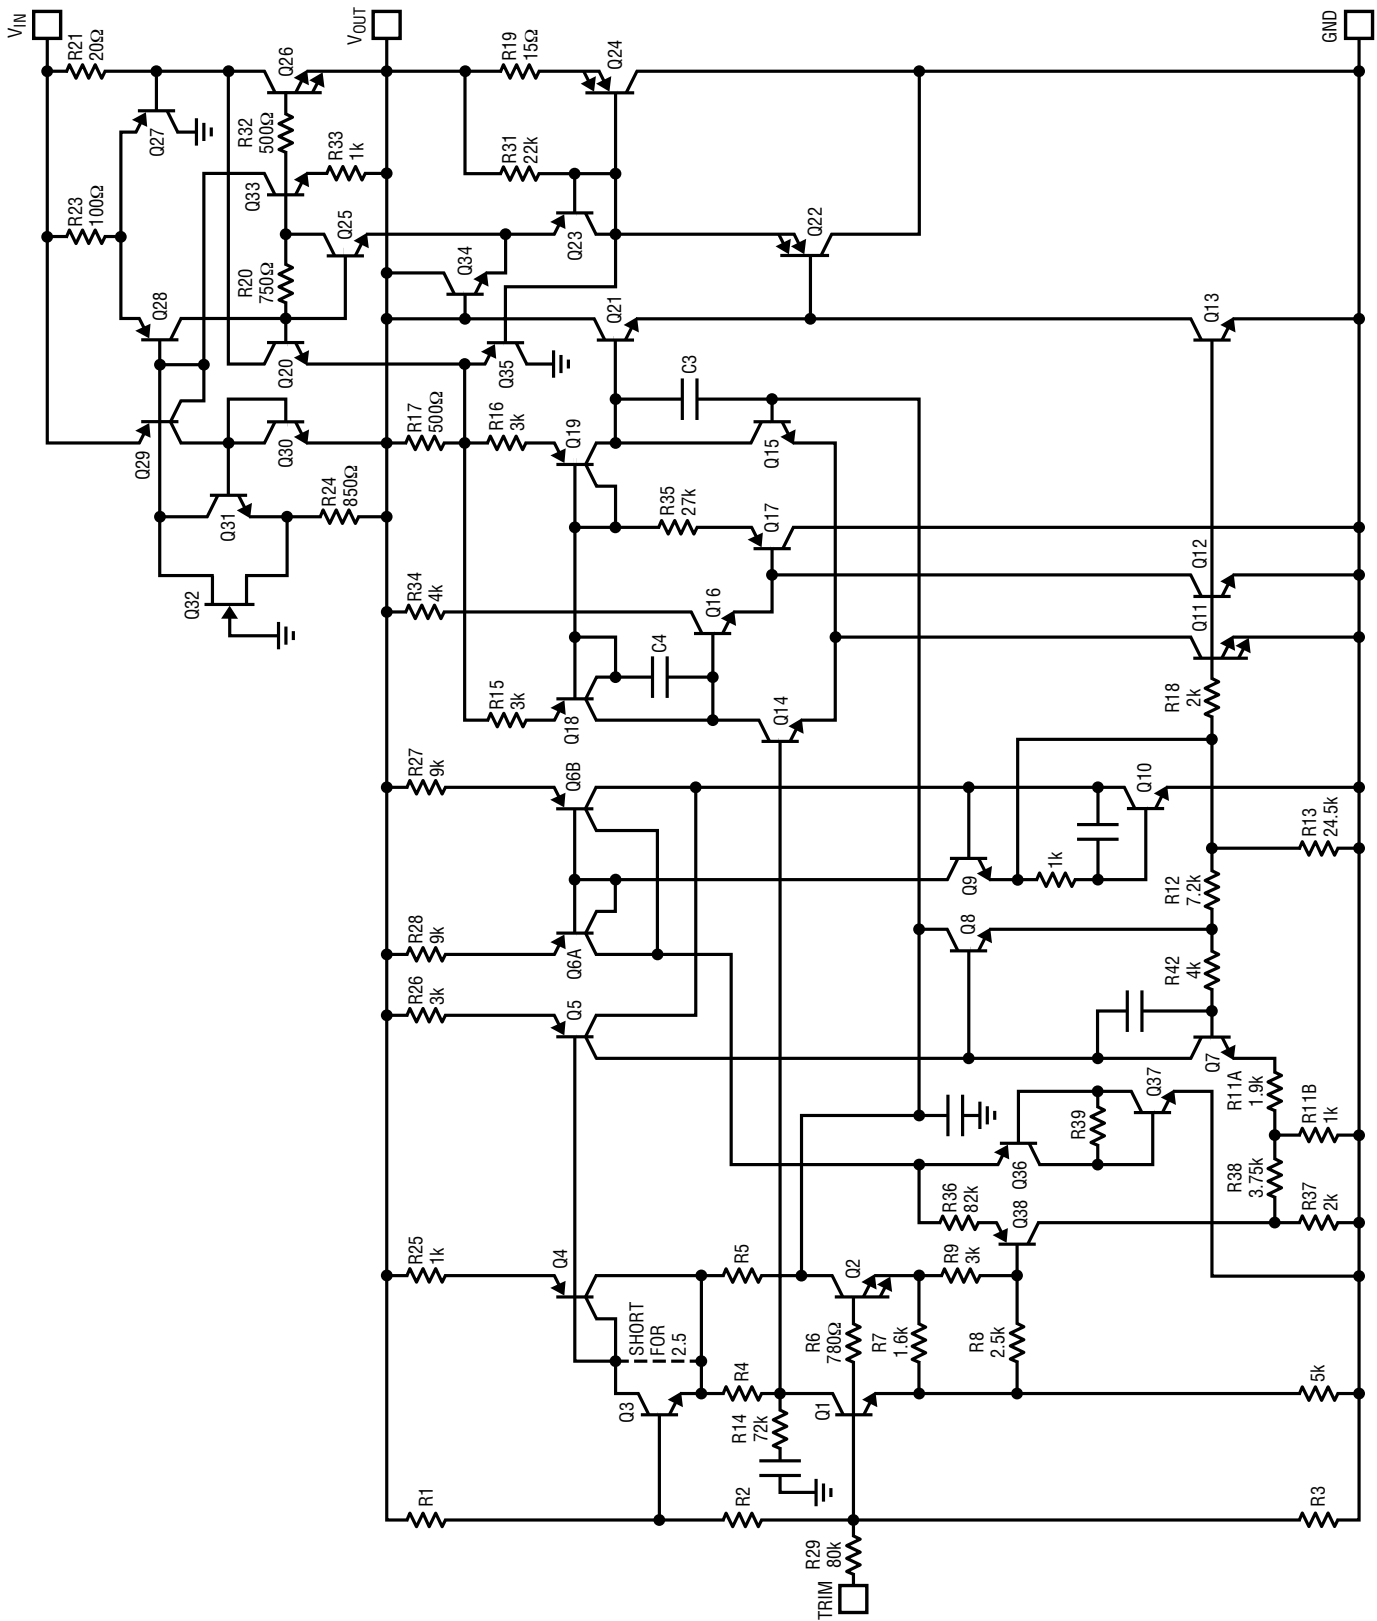 VIN
R21
20Ω
Q27
R23
100Ω
Q28
Q29
Q31
Q32
Q26
R32
500Ω
Q33
R33
1k
Q25
R20
750Ω
Q20
Q30
R24
850Ω
VOUT
R19
15Ω
Q24
R31
22k
Q23
Q34
Q35
Q22
Q21
C3
R17
500Ω
R16
3k
Q19
Q15
R35
27k
Q17
R34
4k
Q16
C4
R15
3k
Q18
Q14
GND
Q13
Q12
Q11
R18
2k
R27
9k
Q6B
Q10
R13
24.5k
1k
Q9
R12
7.2k
R28
9k
Q6A
Q8
R42
4k
R26
3k
Q5
Q7
R11A
1.9k
R11B
1k
Q37
R39
Q36
R38
3.75k
R37
2k
R36
82k
Q38
R25
1k
Q4
R5
Q2
R9
3k
SHORT
FOR
2.5
R6
780Ω
R7
1.6k
R8
2.5k
5k
Q3
R4
R14
72k
Q1
R1
R2
R3
R29
80k
TRIM